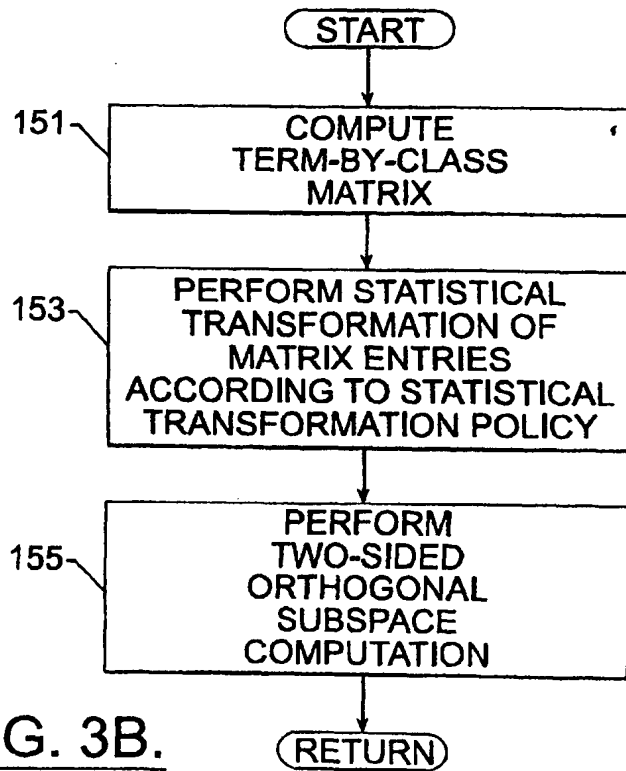 START
151
COMPUTE
TERM-BY-CLASS
MATRIX
153
PERFORM STATISTICAL
TRANSFORMATION OF
MATRIX ENTRIES
ACCORDING TO STATISTICAL
TRANSFORMATION POLICY
155
PERFORM
TWO-SIDED
ORTHOGONAL
SUBSPACE
COMPUTATION
G. 3B.
RETURN